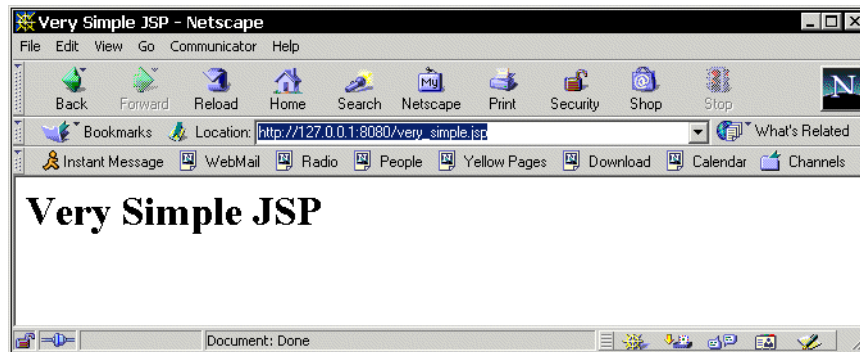 Very Simple JSP - Netscape
File Edit View Go Communicator Help
Back Forward Reload Home Search My Netscape Print Security Shop Stop N
Bookmarks Location: http://127.0.0.1:8080/very_simple.jsp What's Related
Instant Message WebMail Radio People Yellow Pages Download Calendar Channels
Very Simple JSP
Document: Done